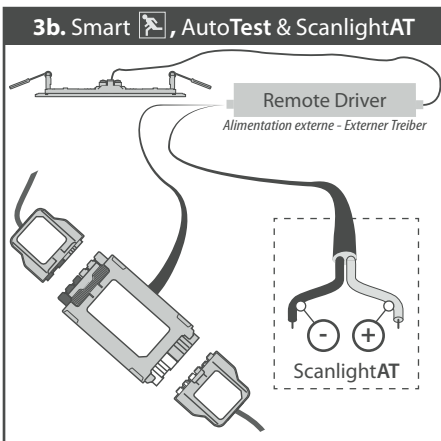 3b. Smart , AutoTest & ScanlightAT
Remote Driver
Alimentation externe - Externer Treiber
- +
ScanlightAT